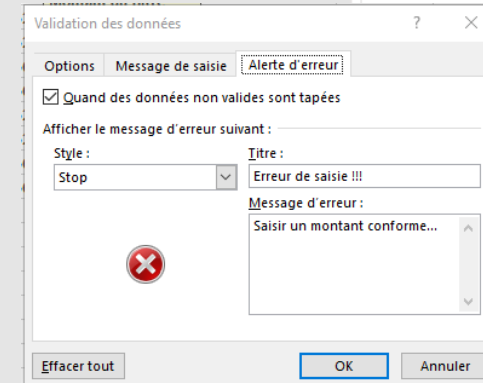 Validation des données
Options Message de saisie Alerte d'erreur
Quand des données non valides sont tapées
Afficher le message d'erreur suivant :
Style : Titre :
Stop Erreur de saisie !!!
Message d'erreur :
Saisir un montant conforme...
Effacer tout OK Annuler